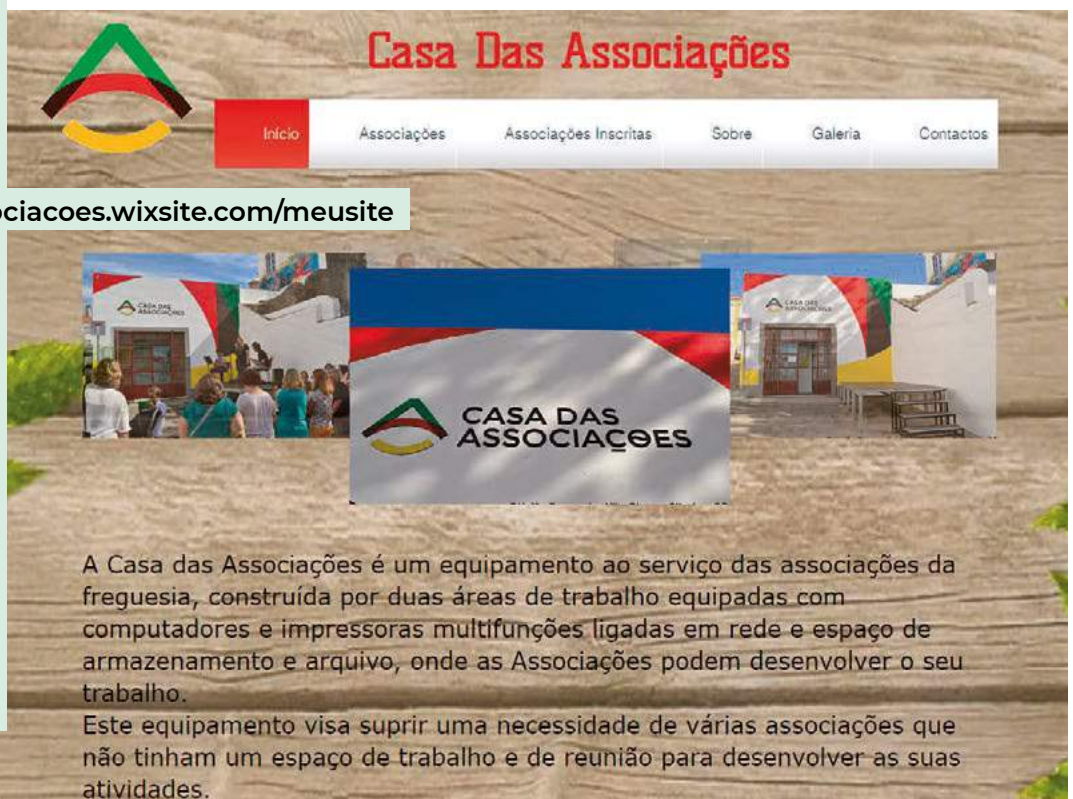 Casa Das Associações
Início Associações Associações Inscritas Sobre Galeria Contactos
ociacoes.wixsite.com/meusite
CASA DAS
ASSOCIAÇÕES
CASA DAS
ASSOCIAÇÕES
CASA DAS
ASSOCIAÇÕES
A Casa das Associações é um equipamento ao serviço das associações da
freguesia, construída por duas áreas de trabalho equipadas com
computadores e impressoras multifunções ligadas em rede e espaço de
armazenamento e arquivo, onde as Associações podem desenvolver o seu
trabalho.
Este equipamento visa suprir uma necessidade de várias associações que
não tinham um espaço de trabalho e de reunião para desenvolver as suas
atividades.